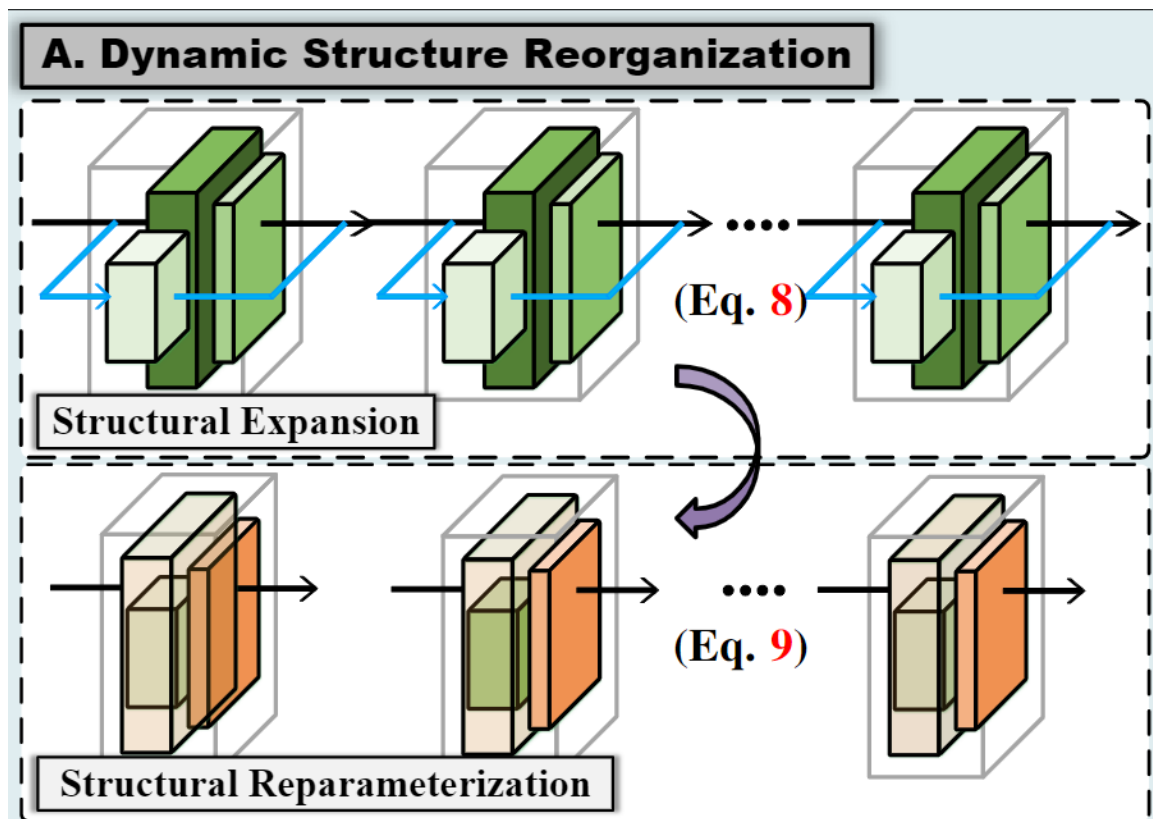 A. Dynamic Structure Reorganization
(Eq. 8)
Structural Expansion
(Eq. 9)
Structural Reparameterization